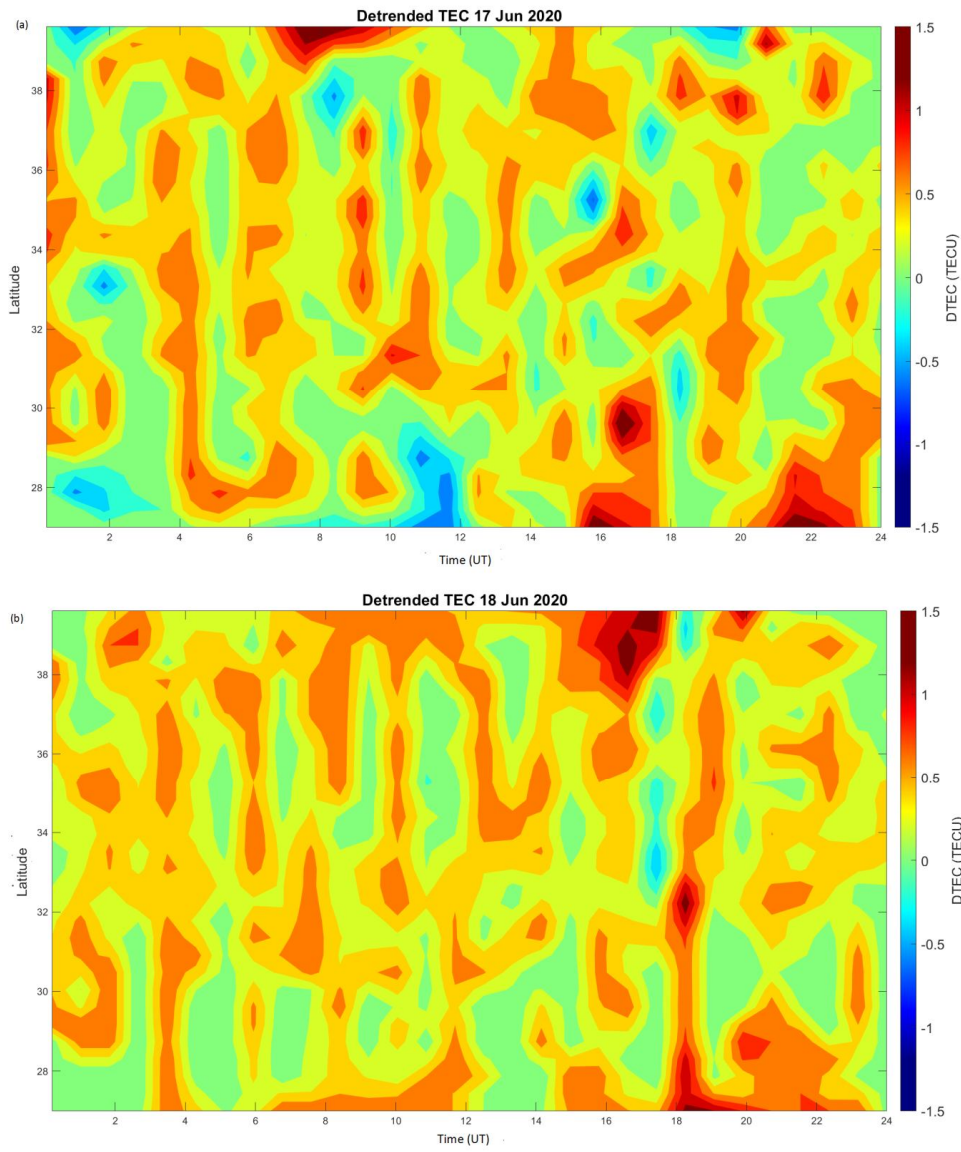 (a)
Detrended TEC 17 Jun 2020
Latitude
38
36
34
32
30
28
2 4 6 8 10 12 14 16 18 20 22 24
Time (UT)
1.5
1
0.5
0
-0.5
-1
-1.5
DTEC (TECU)
(b)
Detrended TEC 18 Jun 2020
Latitude
38
36
34
32
30
28
2 4 6 8 10 12 14 16 18 20 22 24
Time (UT)
1.5
1
0.5
0
-0.5
-1
-1.5
DTEC (TECU)